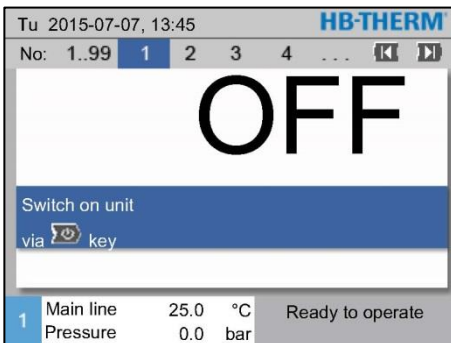 Tu 2015-07-07, 13:45 HB-THERM
No: 1..99 1 2 3 4 ...
OFF
Switch on unit
via key
1 Main line 25.0 °C Ready to operate
Pressure 0.0 bar